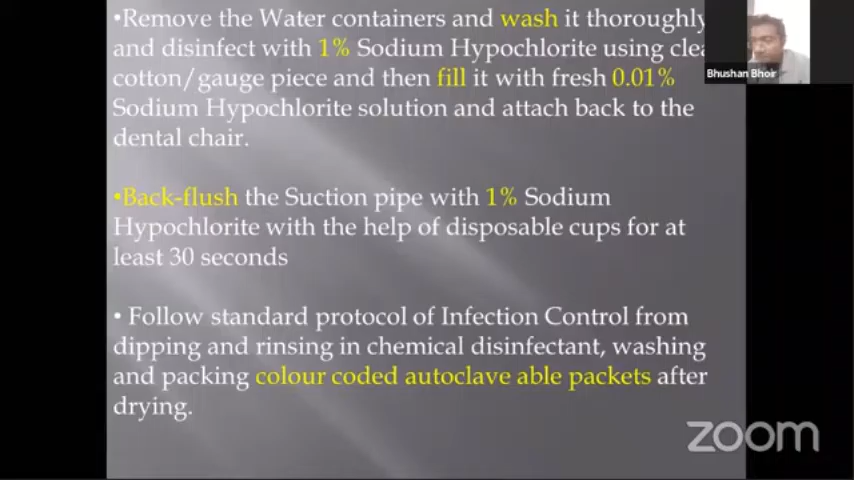 •Remove the Water containers and wash it thoroughly
and disinfect with 1% Sodium Hypochlorite using
cotton/gauge piece and then fill it with fresh 0.01%
Sodium Hypochlorite solution and attach back to the
dental chair.
•Back-flush the Suction pipe with 1% Sodium
Hypochlorite with the help of disposable cups for at
least 30 seconds
• Follow standard protocol of Infection Control from
dipping and rinsing in chemical disinfectant, washing
and packing colour coded autoclave able packets after
drying.
Bhushan Bhoir
zoom